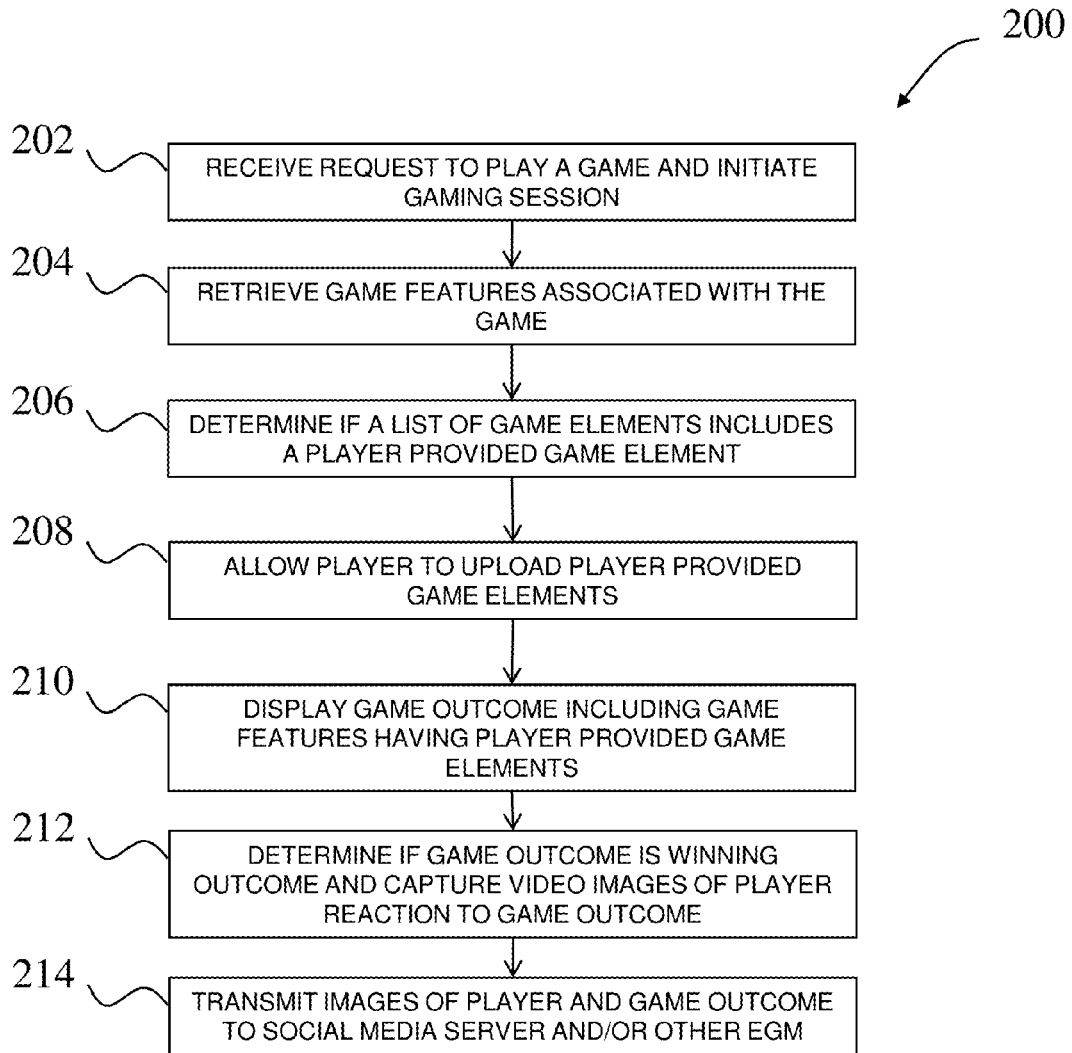 200
202
RECEIVE REQUEST TO PLAY A GAME AND INITIATE
GAMING SESSION
204
RETRIEVE GAME FEATURES ASSOCIATED WITH THE
GAME
206
DETERMINE IF A LIST OF GAME ELEMENTS INCLUDES
A PLAYER PROVIDED GAME ELEMENT
208
ALLOW PLAYER TO UPLOAD PLAYER PROVIDED
GAME ELEMENTS
210
DISPLAY GAME OUTCOME INCLUDING GAME
FEATURES HAVING PLAYER PROVIDED GAME
ELEMENTS
212
DETERMINE IF GAME OUTCOME IS WINNING
OUTCOME AND CAPTURE VIDEO IMAGES OF PLAYER
REACTION TO GAME OUTCOME
214
TRANSMIT IMAGES OF PLAYER AND GAME OUTCOME
TO SOCIAL MEDIA SERVER AND/OR OTHER EGM